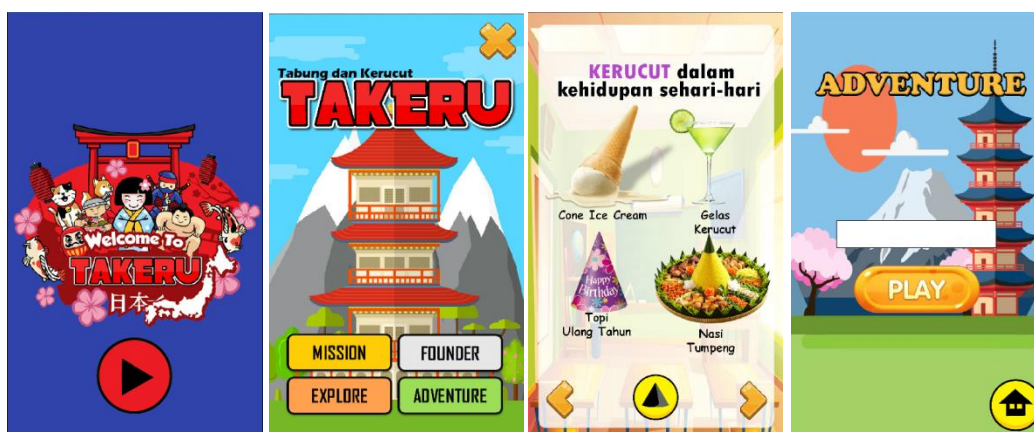 Welcome To
TAKERU
日本
Tabung dan Kerucut
TAKERU
MISSION
FOUNDER
EXPLORE
ADVENTURE
KERUCUT dalam
kehidupan sehari-hari
Cone Ice Cream
Gelas
Kerucut
Happy
Birthday
Topi
Ulang Tahun
Nasi
Tumpeng
ADVENTURE
PLAY